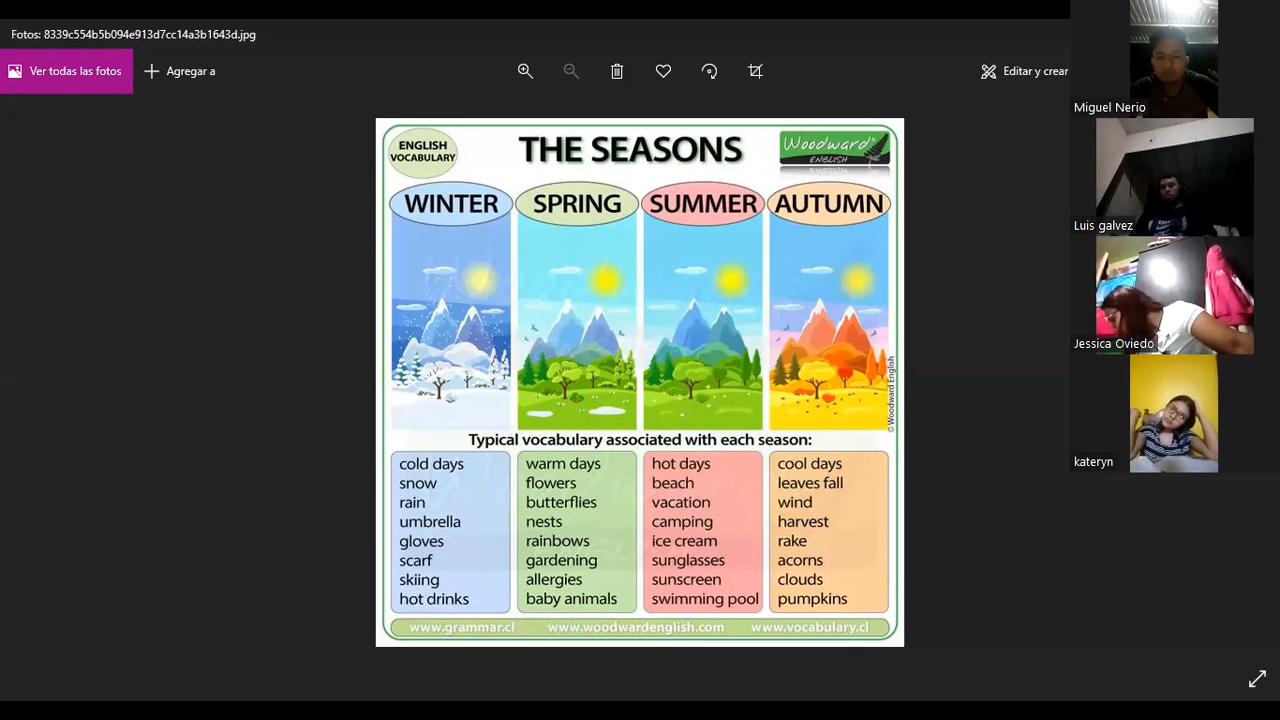 Fotos: 8339c554b5b094e913d7cc14a3b1643d.jpg
Ver todas las fotos
Agregar a
Editar y crear
ENGLISH
VOCABULARY
THE SEASONS
Woodward
ENGLISH
WINTER SPRING SUMMER AUTUMN
© Woodward English
Typical vocabulary associated with each season:
cold days
snow
rain
umbrella
gloves
scarf
skiing
hot drinks
warm days
flowers
butterflies
nests
rainbows
gardening
allergies
baby animals
hot days
beach
vacation
camping
ice cream
sunglasses
sunscreen
swimming pool
cool days
leaves fall
wind
harvest
rake
acorns
clouds
pumpkins
www.grammar.cl www.woodwardenglish.com www.vocabulary.cl
Miguel Nerio
Luis galvez
Jessica Oviedo
kateryn